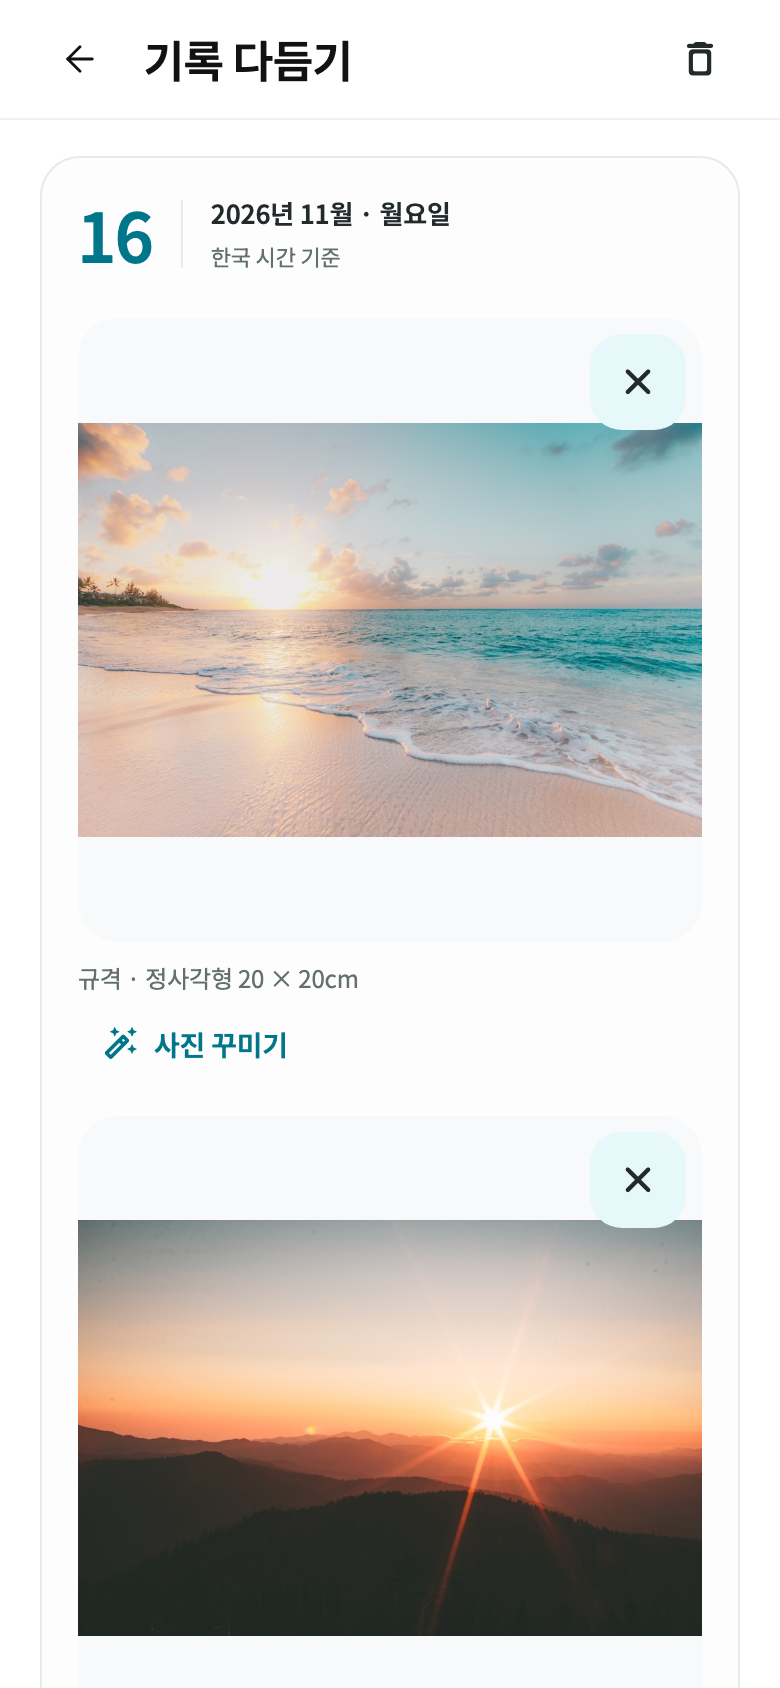 기록 다듬기
16
2026년 11월 · 월요일
한국 시간 기준
규격 · 정사각형 20 × 20cm
사진 꾸미기